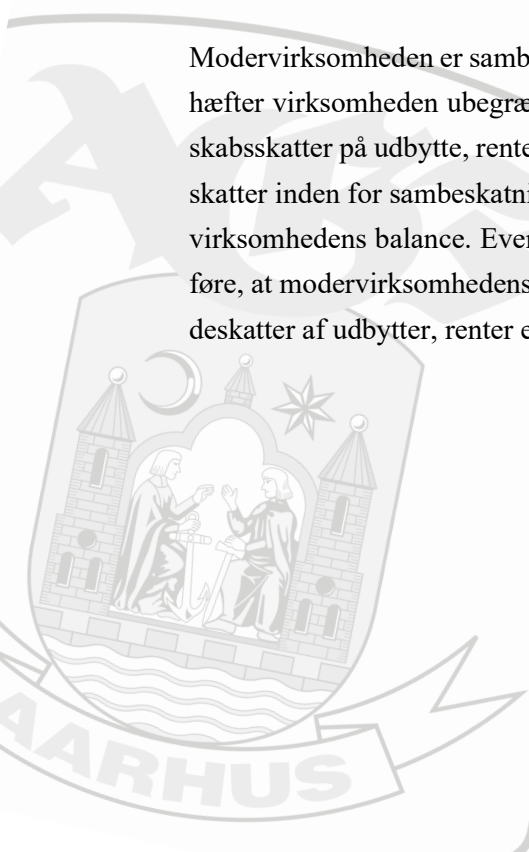 Modervirksomheden er samb
hæfter virksomheden ubegræ
skabsskatter på udbytte, rente
skatter inden for sambeskatni
virksomhedens balance. Even
føre, at modervirksomhedens
deskatter af udbytter, renter e
AGF
AARHUS